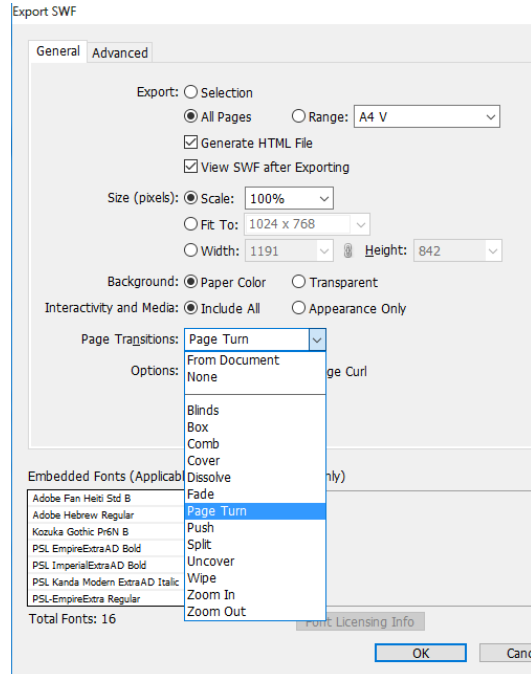 Export SWF
General Advanced
Export: Selection
All Pages Range: A4 V
Generate HTML File
View SWF after Exporting
Size (pixels): Scale: 100%
Fit To: 1024 x 768
Width: 1191 Height: 842
Background: Paper Color Transparent
Interactivity and Media: Include All Appearance Only
Page Transitions: Page Turn
From Document
Options: ge Curl
None
Blinds
Box
Comb
Cover
Embedded Fonts (Applicabl Dissolve nly)
Fade
Adobe Fan Heiti Std B
Adobe Hebrew Regular Page Turn
Kozuka Gothic Pr6N B Push
PSL EmpireExtraAD Bold Split
PSL ImperialExtraAD Bold Uncover
PSL Kanda Modern ExtraAD Italic Wipe
PSL-EmpireExtra Regular Zoom In
Total Fonts: 16 Zoom Out Font Licensing Info
OK Canc